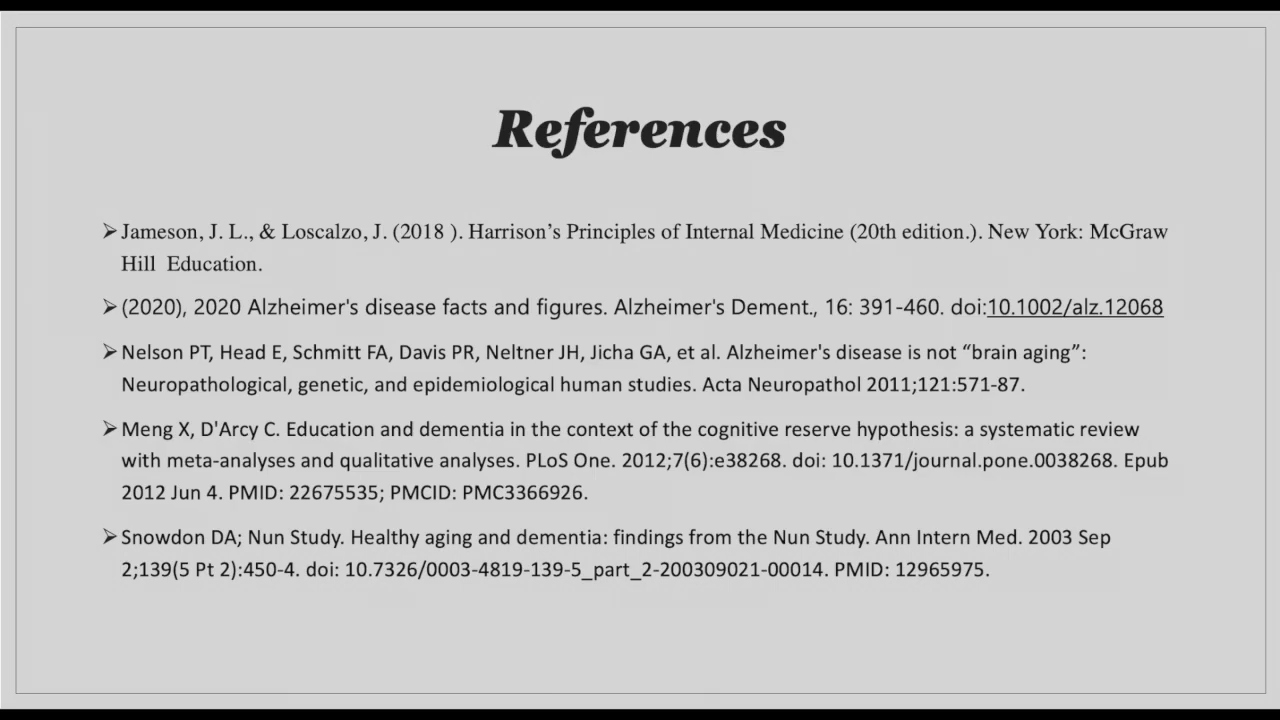 References
➢Jameson, J. L., & Loscalzo, J. (2018 ). Harrison’s Principles of Internal Medicine (20th edition.). New York: McGraw
Hill Education.
➢(2020), 2020 Alzheimer's disease facts and figures. Alzheimer's Dement., 16: 391-460. doi:10.1002/alz.12068
➢Nelson PT, Head E, Schmitt FA, Davis PR, Neltner JH, Jicha GA, et al. Alzheimer's disease is not “brain aging”:
Neuropathological, genetic, and epidemiological human studies. Acta Neuropathol 2011;121:571-87.
➢Meng X, D'Arcy C. Education and dementia in the context of the cognitive reserve hypothesis: a systematic review
with meta-analyses and qualitative analyses. PLoS One. 2012;7(6):e38268. doi: 10.1371/journal.pone.0038268. Epub
2012 Jun 4. PMID: 22675535; PMCID: PMC3366926.
➢Snowdon DA; Nun Study. Healthy aging and dementia: findings from the Nun Study. Ann Intern Med. 2003 Sep
2;139(5 Pt 2):450-4. doi: 10.7326/0003-4819-139-5_part_2-200309021-00014. PMID: 12965975.